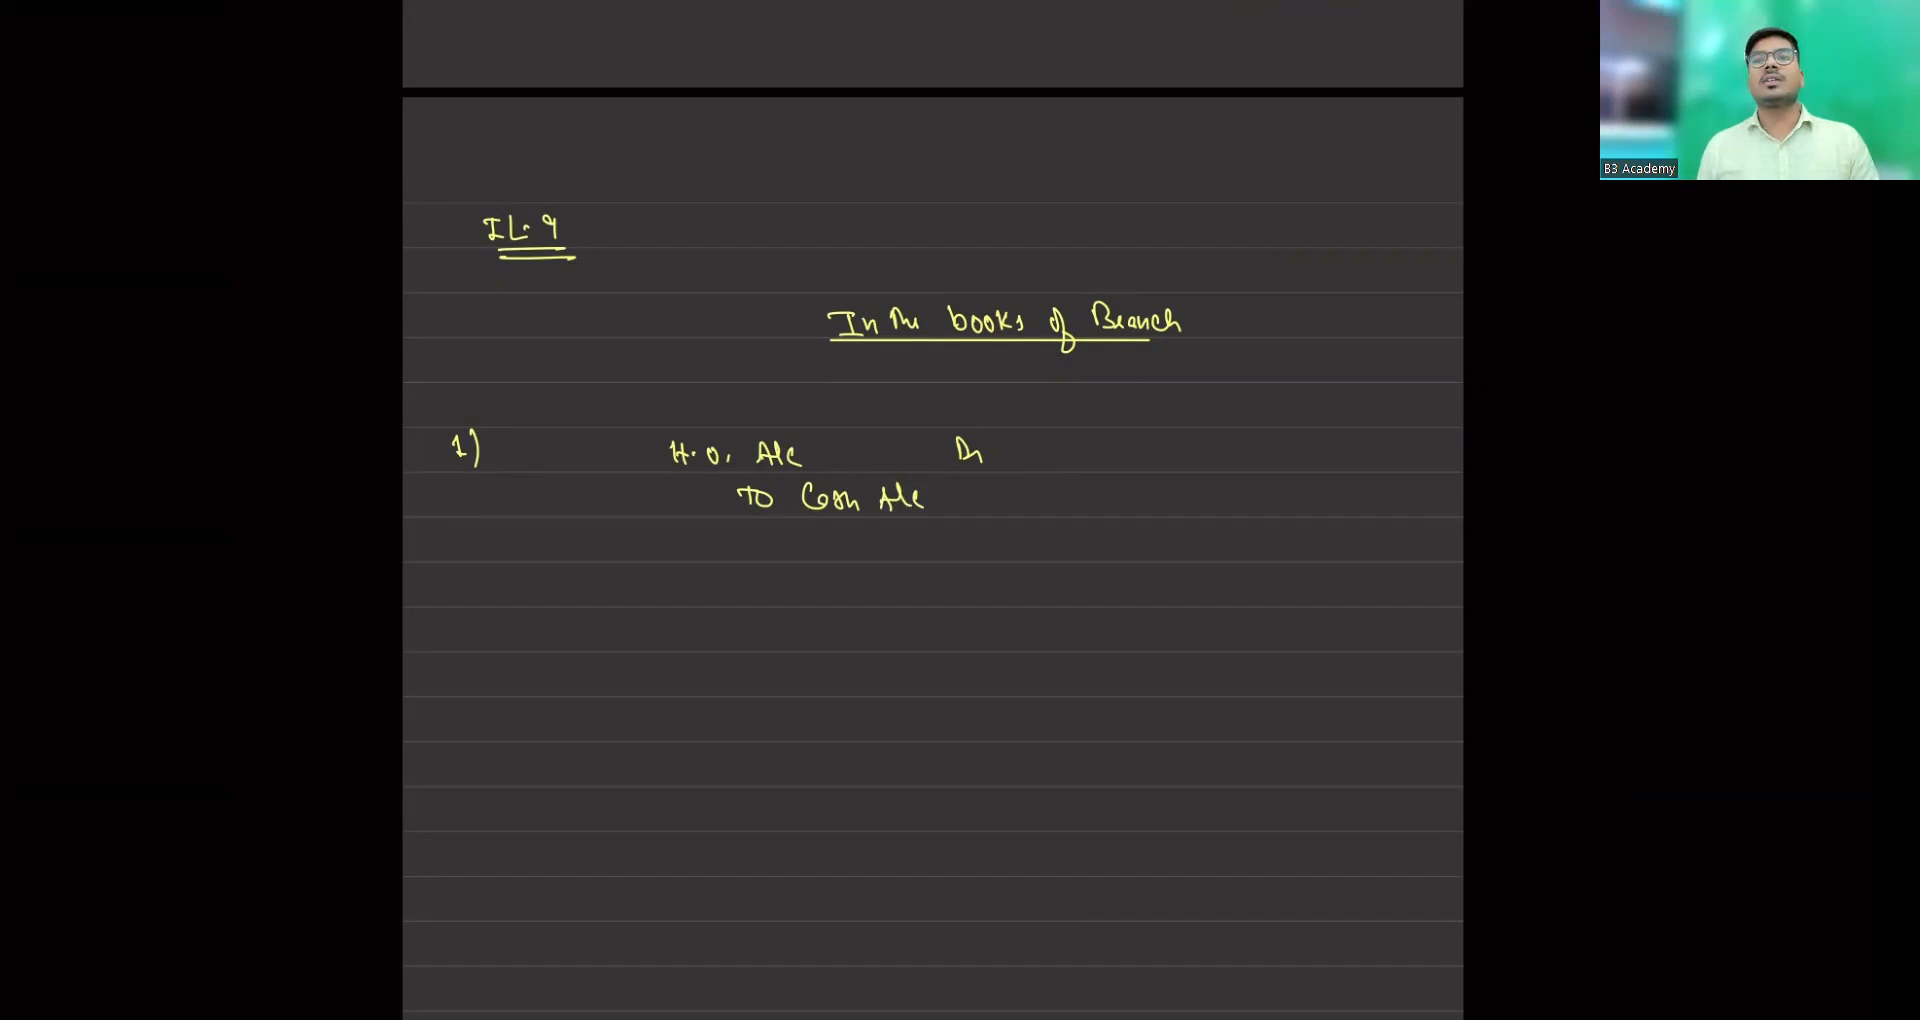 B3 Academy
IL. 9
In the books of Branch
1) H.O. A/c Dr
To Cash A/c